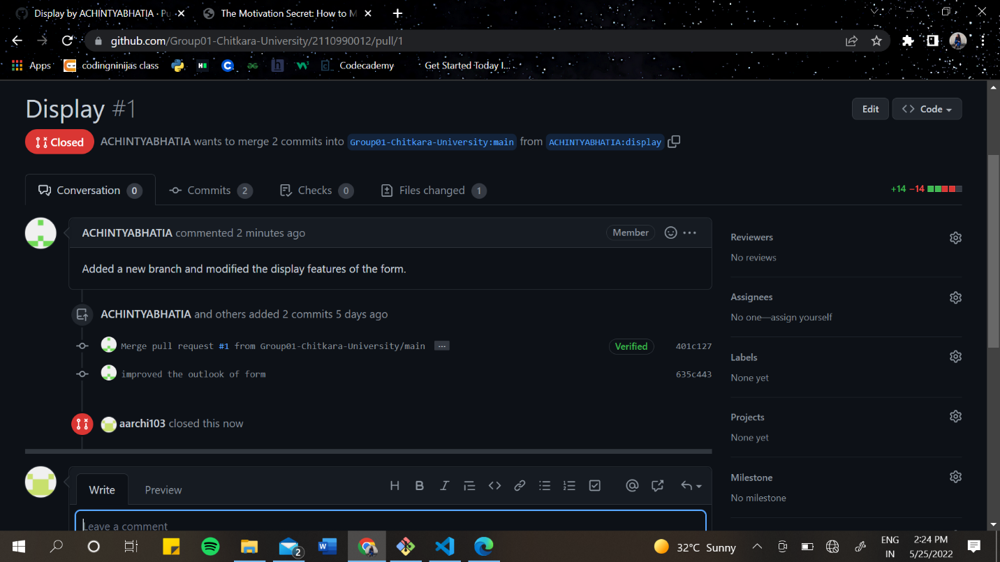 Display by ACHINTYABHATIA · Pu
The Motivation Secret: How to M
github.com/Group01-Chitkara-University/2110990012/pull/1
Apps
codingninijas class
Codecademy
Get Started Today I...
Display #1
Edit
Code
Closed
ACHINTYABHATIA wants to merge 2 commits into Group01-Chitkara-University:main from ACHINTYABHATIA:display
Conversation 0
Commits 2
Checks 0
Files changed 1
+14 −14
ACHINTYABHATIA commented 2 minutes ago
Member
Added a new branch and modified the display features of the form.
ACHINTYABHATIA and others added 2 commits 5 days ago
Merge pull request #1 from Group01-Chitkara-University/main ...
Verified
401c127
improved the outlook of form
635c443
aarchi103 closed this now
Write
Preview
Leave a comment
Reviewers
No reviews
Assignees
No one—assign yourself
Labels
None yet
Projects
None yet
Milestone
No milestone
2
32°C Sunny
ENG
IN
2:24 PM
5/25/2022